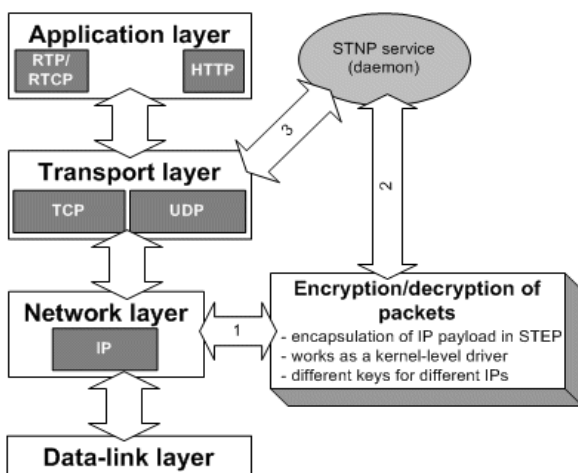 Application layer
RTP/
RTCP
HTTP
STNP service
(daemon)
3
Transport layer
TCP
UDP
2
Network layer
IP
1
Encryption/decryption of
packets
- encapsulation of IP payload in STEP
- works as a kernel-level driver
- different keys for different IPs
Data-link layer